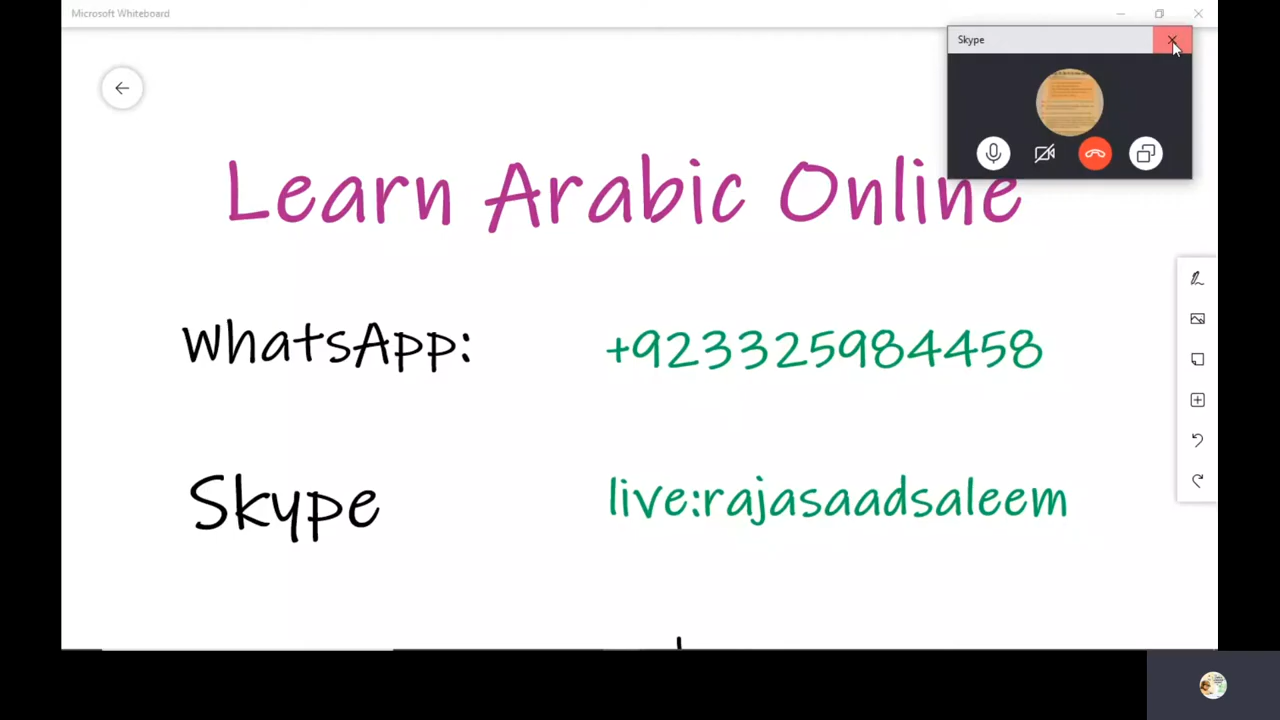 Microsoft Whiteboard
Skype
Learn Arabic Online
WhatsApp: +923325984458
Skype live:rajasaadsaleem